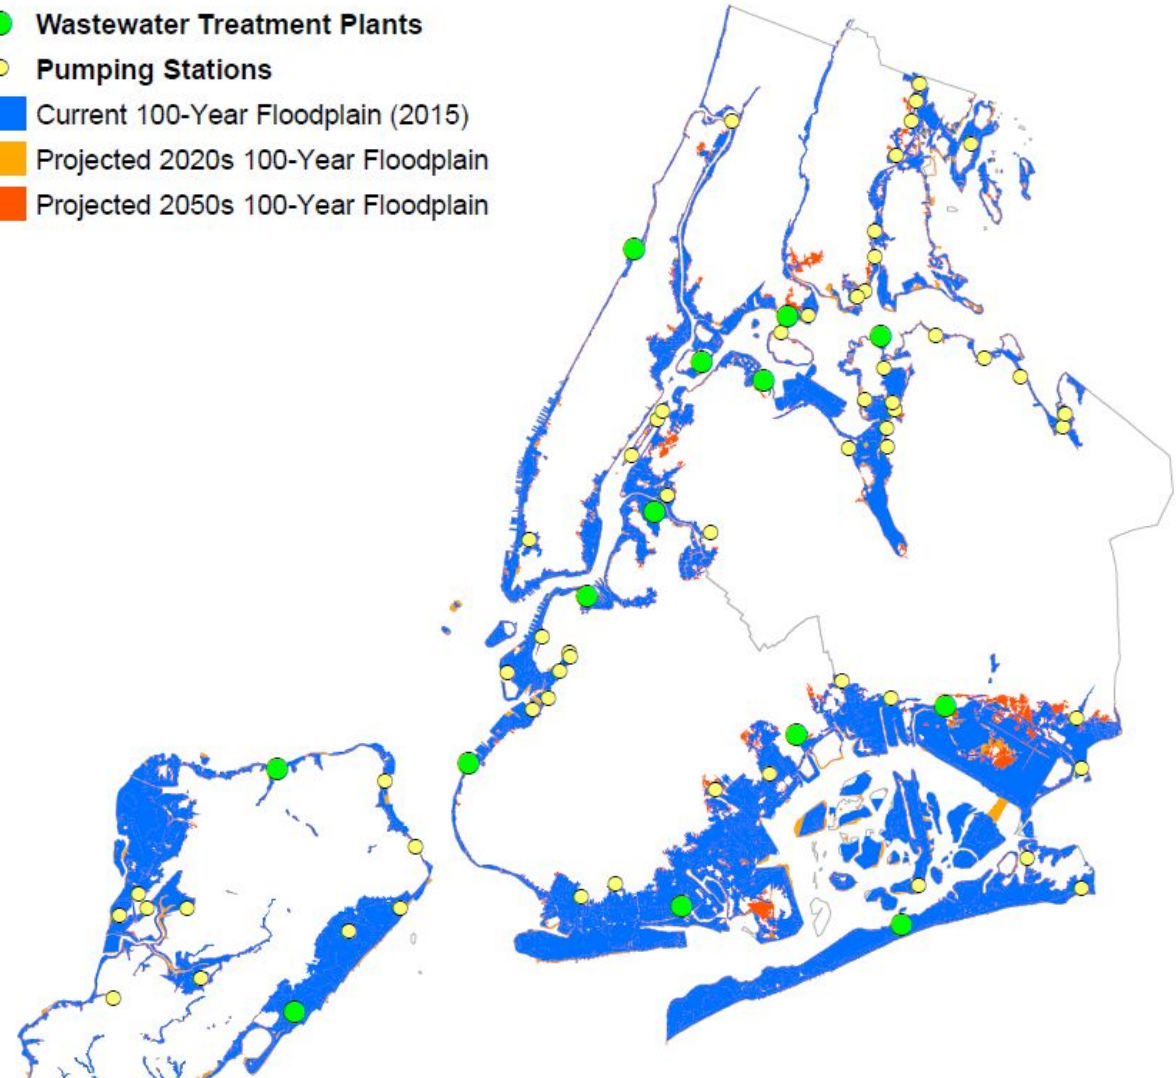 Wastewater Treatment Plants
Pumping Stations
Current 100-Year Floodplain (2015)
Projected 2020s 100-Year Floodplain
Projected 2050s 100-Year Floodplain